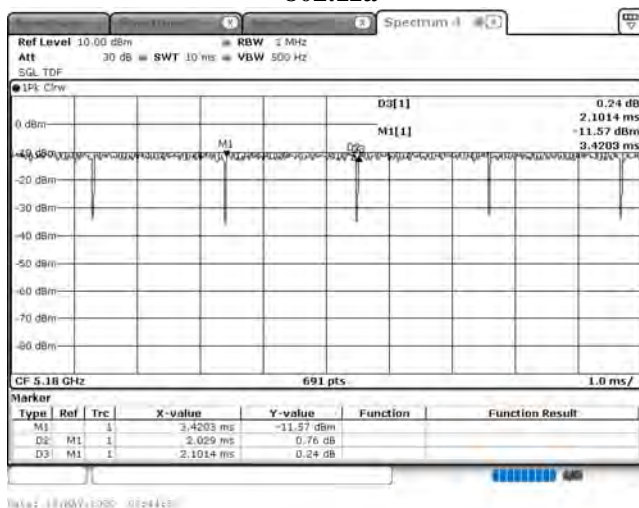 Spectrum 4
Ref Level 10.00 dBm RBW 1 MHz
Att 30 dB SWT 10 ms VBW 500 Hz
SGL TDF
1Pk Clrw
D3[1] 0.24 dB
2.1014 ms
0 dBm
M1[1] -11.57 dBm
3.4203 ms
M1
-10 dBm
-20 dBm
-30 dBm
-40 dBm
-50 dBm
-60 dBm
-70 dBm
-80 dBm
CF 5.18 GHz 691 pts 1.0 ms/
Marker
Type Ref Trc X-value Y-value Function Function Result
M1 1 3.4203 ms -11.57 dBm
D2 M1 1 2.029 ms 0.76 dB
D3 M1 1 2.1014 ms 0.24 dB